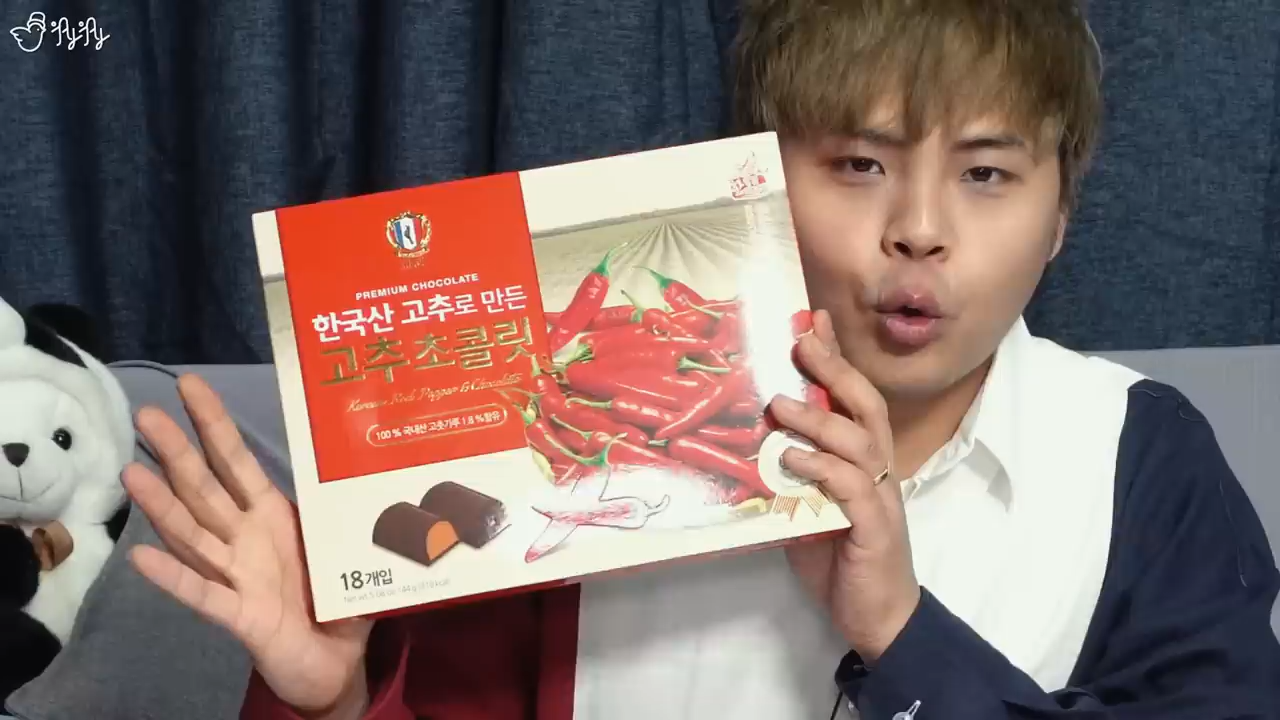 PREMIUM CHOCOLATE
한국산 고추로 만든
고추 초콜릿
Korean Red Pepper & Chocolate
100 % 국내산 고춧가루 1.8 % 함유
18개입